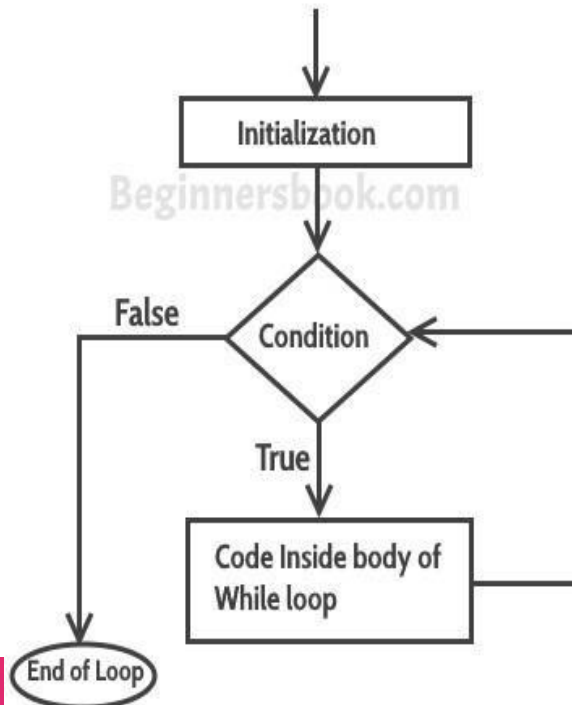 Initialization
Beginnersbook.com
False
Condition
True
Code Inside body of
While loop
End of Loop